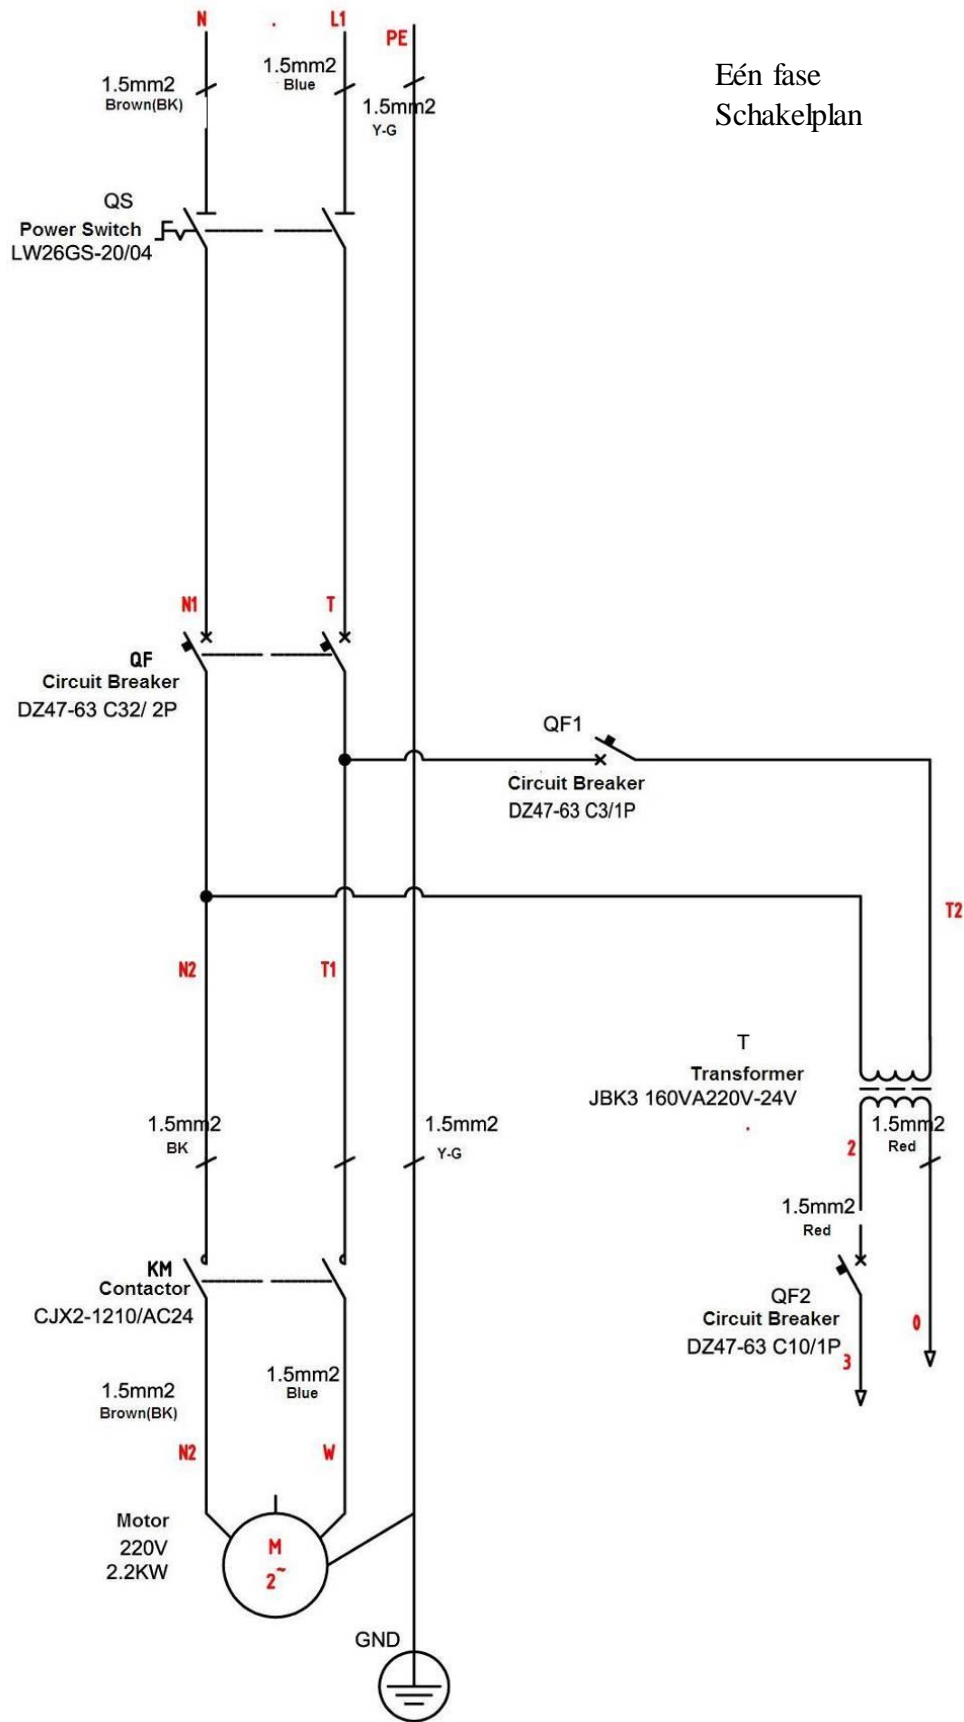 N
L1
PE
1.5mm2
Brown(BK)
1.5mm2
Blue
1.5mm2
Y-G
Eén fase
Schakelplan
QS
Power Switch
LW26GS-20/04
N1
T
QF
Circuit Breaker
DZ47-63 C32/ 2P
QF1
Circuit Breaker
DZ47-63 C3/1P
N2
T1
T2
T
Transformer
JBK3 160VA220V-24V
1.5mm2
BK
1.5mm2
Y-G
2
1.5mm2
Red
1.5mm2
Red
KM
Contactor
CJX2-1210/AC24
QF2
Circuit Breaker
DZ47-63 C10/1P
3
0
1.5mm2
Brown(BK)
1.5mm2
Blue
N2
W
Motor
220V
2.2KW
M
2~
GND